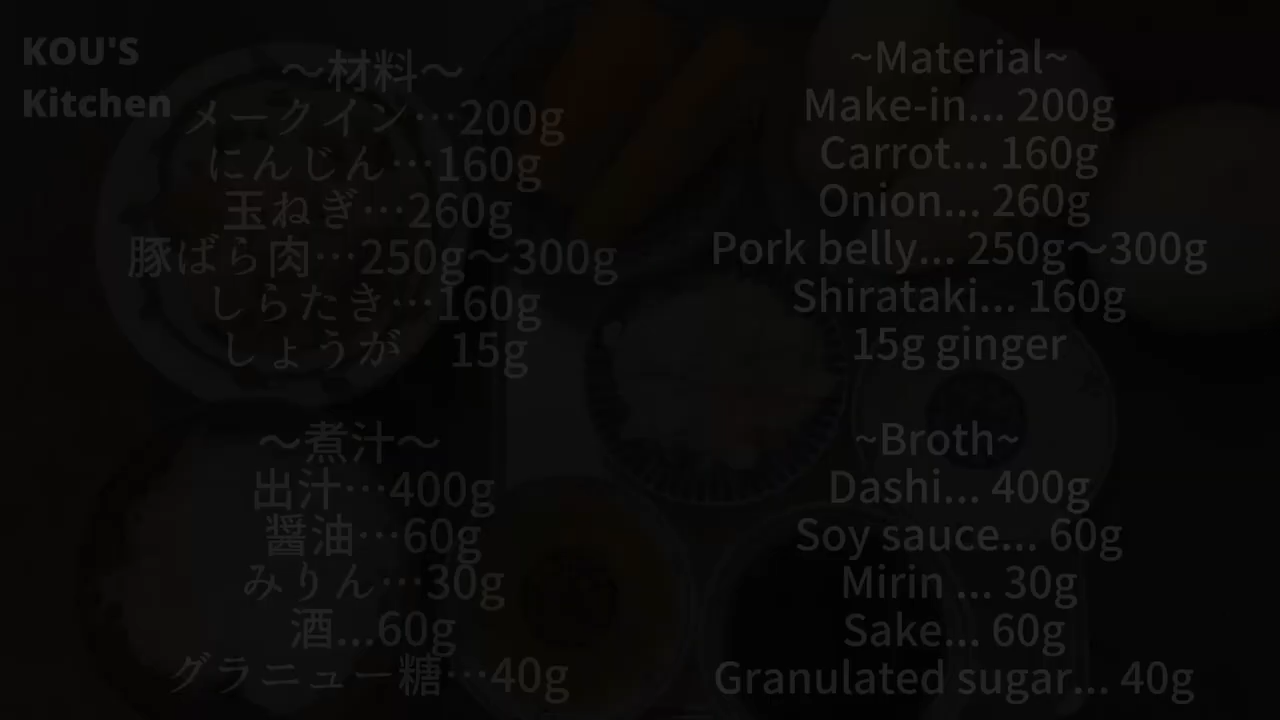 KOU'S
Kitchen
〜材料〜
メークイン…200g
にんじん…160g
玉ねぎ…260g
豚ばら肉…250g〜300g
しらたき…160g
しょうが　15g
〜煮汁〜
出汁…400g
醤油…60g
みりん…30g
酒...60g
グラニュー糖…40g
~Material~
Make-in... 200g
Carrot... 160g
Onion... 260g
Pork belly... 250g〜300g
Shirataki... 160g
15g ginger
~Broth~
Dashi... 400g
Soy sauce... 60g
Mirin ... 30g
Sake... 60g
Granulated sugar... 40g